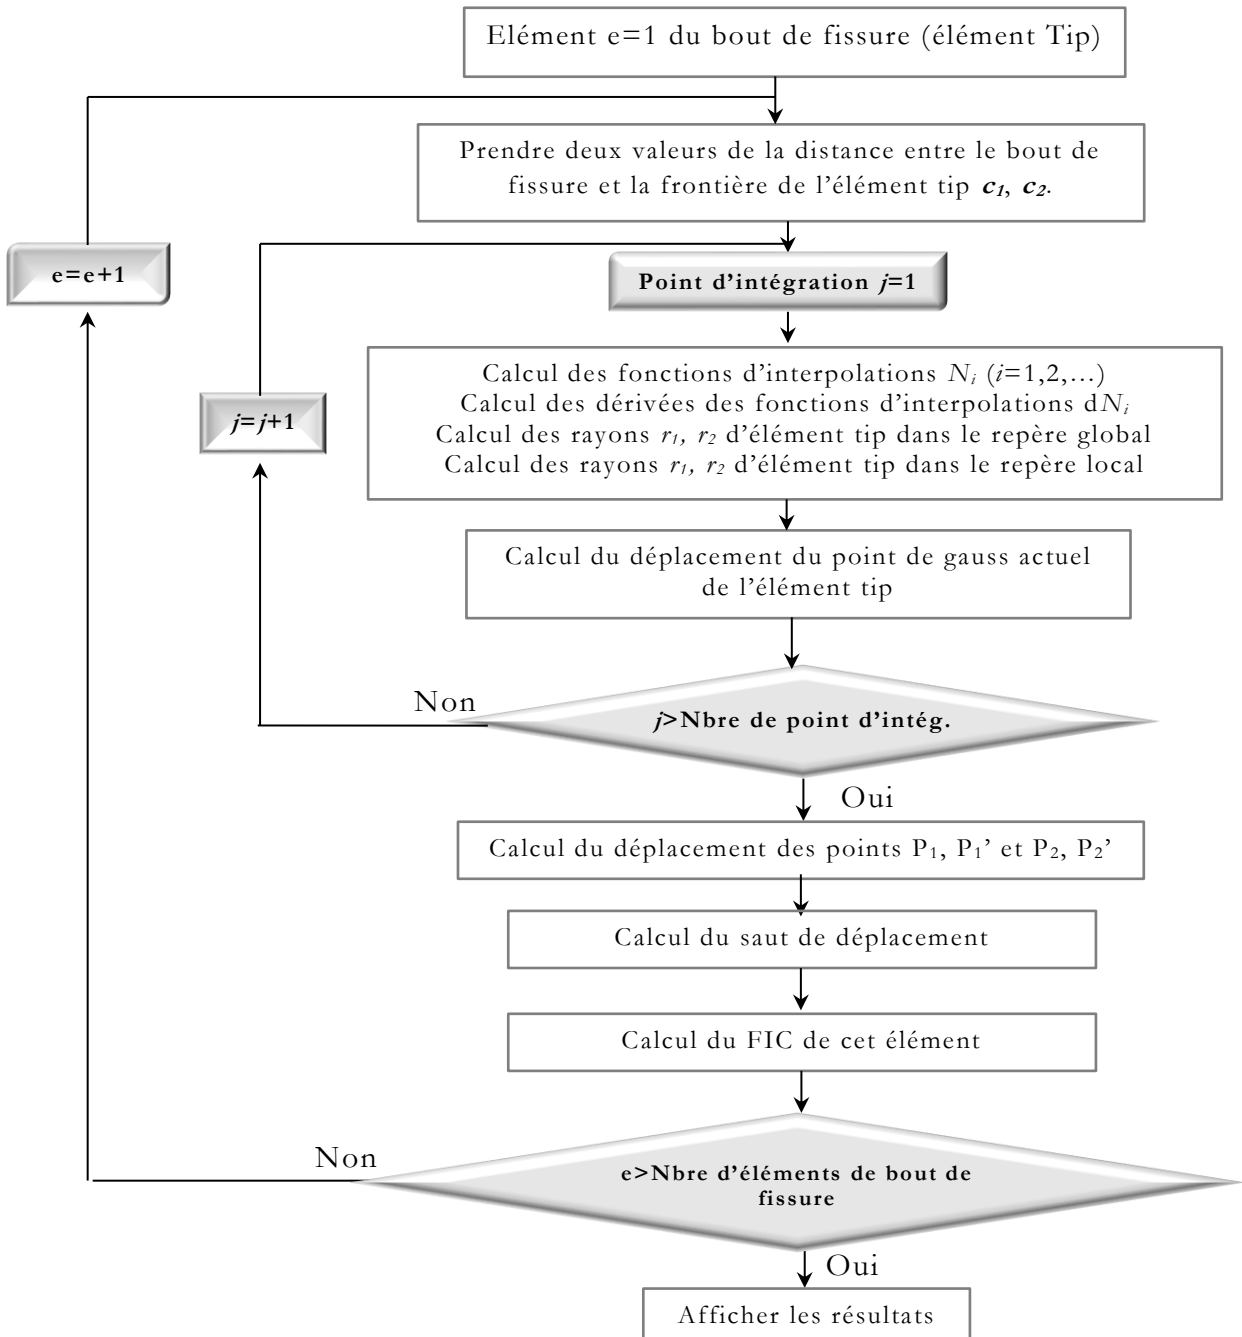 Elément e=1 du bout de fissure (élément Tip)
Prendre deux valeurs de la distance entre le bout de
fissure et la frontière de l’élément tip c₁, c₂.
e=e+1
Point d'intégration j=1
Calcul des fonctions d'interpolations Nᵢ (i=1,2,…)
Calcul des dérivées des fonctions d'interpolations dNᵢ
Calcul des rayons r₁, r₂ d'élément tip dans le repère global
Calcul des rayons r₁, r₂ d'élément tip dans le repère local
j=j+1
Calcul du déplacement du point de gauss actuel
de l’élément tip
Non
j>Nbre de point d'intég.
Oui
Calcul du déplacement des points P₁, P₁’ et P₂, P₂’
Calcul du saut de déplacement
Calcul du FIC de cet élément
Non
e>Nbre d’éléments de bout de
fissure
Oui
Afficher les résultats